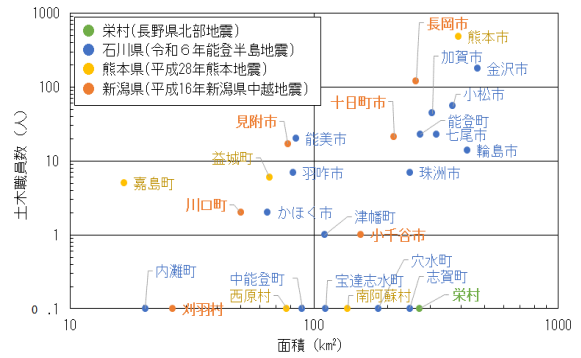 1000
100
10
1
0 .1
土木職員数（人）
栄村(長野県北部地震)
石川県(令和６年能登半島地震)
熊本県(平成28年熊本地震)
新潟県(平成16年新潟県中越地震)
長岡市
熊本市
加賀市
金沢市
小松市
十日町市
能登町
見附市
能美市
七尾市
輪島市
益城町
嘉島町
羽咋市
珠洲市
川口町
かほく市
津幡町
小千谷市
内灘町
中能登町
宝達志水町
穴水町
志賀町
刈羽村
西原村
南阿蘇村
栄村
10
100
1000
面積（km²）